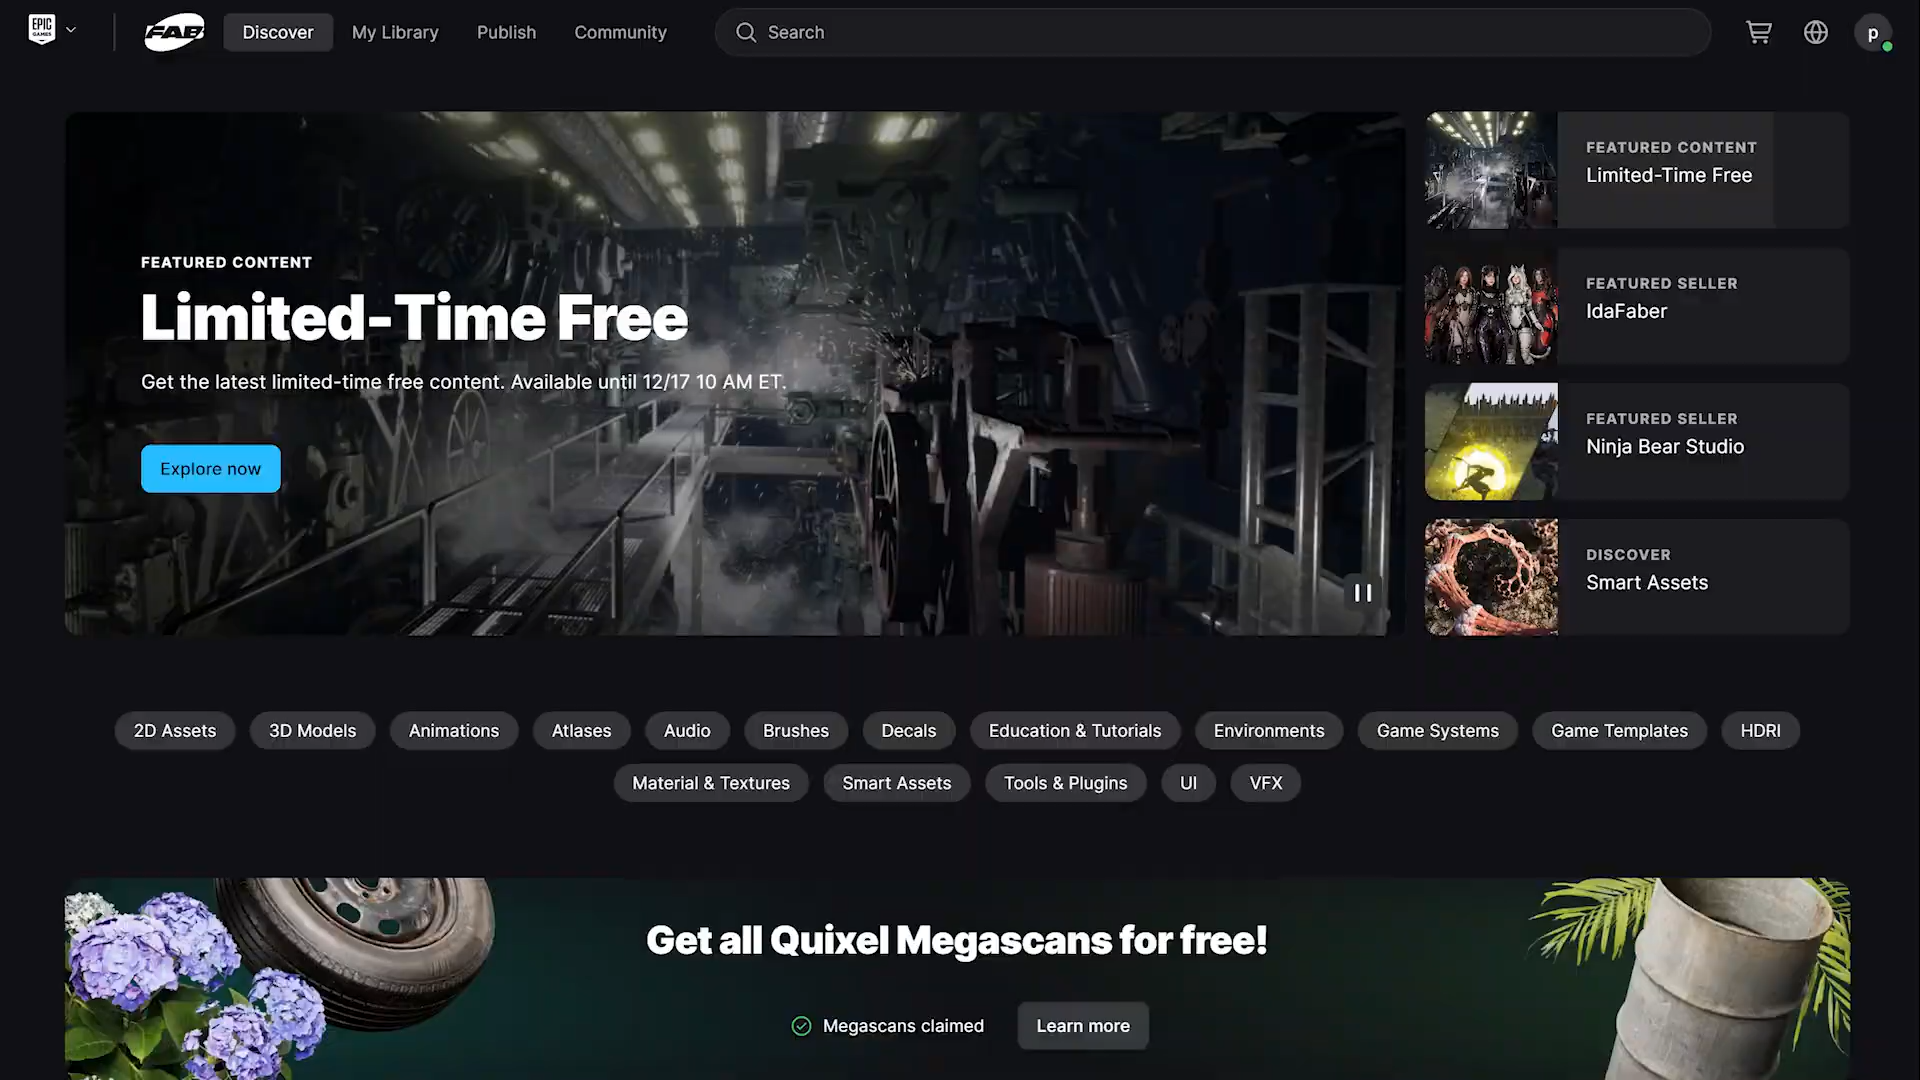 EPIC GAMES
FAB
Discover
My Library
Publish
Community
Search
p
FEATURED CONTENT
Limited-Time Free
Get the latest limited-time free content. Available until 12/17 10 AM ET.
Explore now
FEATURED CONTENT
Limited-Time Free
FEATURED SELLER
IdaFaber
FEATURED SELLER
Ninja Bear Studio
DISCOVER
Smart Assets
2D Assets
3D Models
Animations
Atlases
Audio
Brushes
Decals
Education & Tutorials
Environments
Game Systems
Game Templates
HDRI
Material & Textures
Smart Assets
Tools & Plugins
UI
VFX
Get all Quixel Megascans for free!
Megascans claimed
Learn more